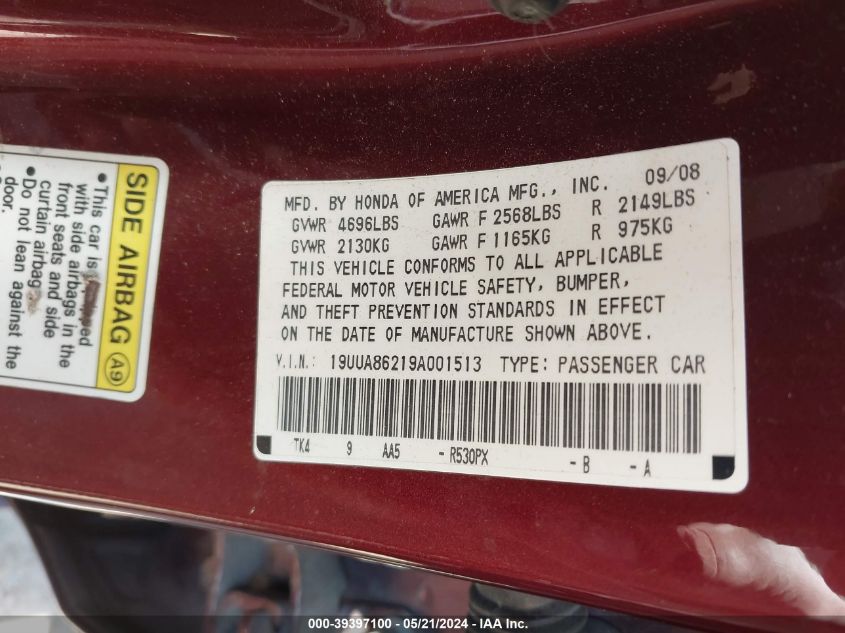 SIDE AIRBAG A9
•This car is
with side airbags in the
front seats and side
curtain airbag
•Do not lean against the
door.
MFD. BY HONDA OF AMERICA MFG., INC. 09/08
GVWR 4696LBS GAWR F 2568LBS R 2149LBS
GVWR 2130KG GAWR F 1165KG R 975KG
THIS VEHICLE CONFORMS TO ALL APPLICABLE
FEDERAL MOTOR VEHICLE SAFETY, BUMPER,
AND THEFT PREVENTION STANDARDS IN EFFECT
ON THE DATE OF MANUFACTURE SHOWN ABOVE.
V.I.N.: 19UUA86219A001513 TYPE: PASSENGER CAR
TK4 9 AA5 - R530PX - B - A
000-39397100 / 05/21/2024 - IAA Inc.